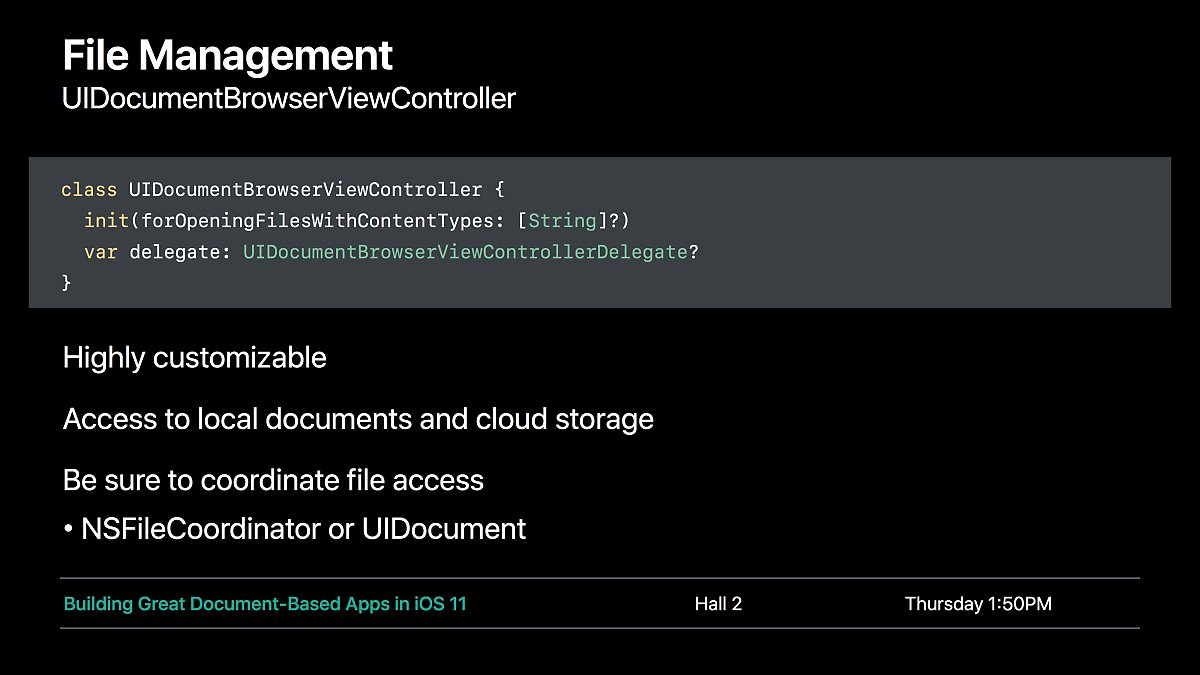 File Management
UIDocumentBrowserViewController
class UIDocumentBrowserViewController {
init(forOpeningFilesWithContentTypes: [String]?)
var delegate: UIDocumentBrowserViewControllerDelegate?
}
Highly customizable
Access to local documents and cloud storage
Be sure to coordinate file access
• NSFileCoordinator or UIDocument
Building Great Document-Based Apps in iOS 11 Hall 2 Thursday 1:50PM